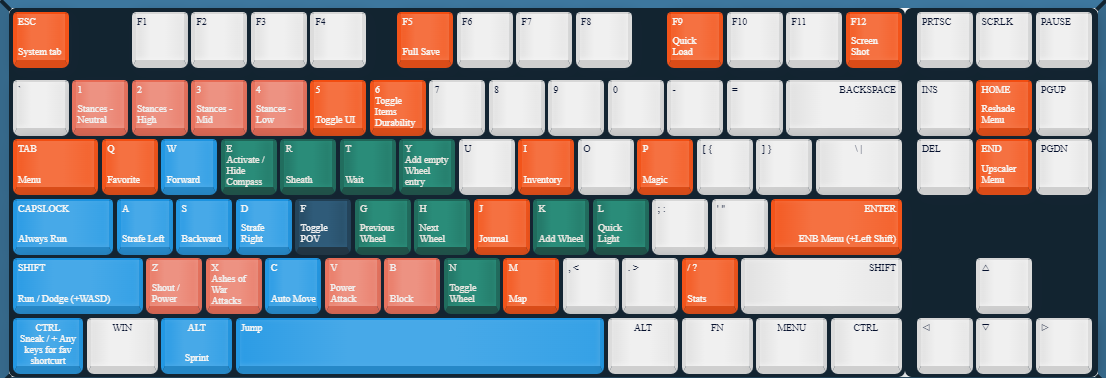 ESC
System tab
F1
F2
F3
F4
F5
Full Save
F6
F7
F8
F9
Quick
Load
F10
F11
F12
Screen
Shot
PRTSC
SCRLK
PAUSE
`
1
Stances -
Neutral
2
Stances -
High
3
Stances -
Mid
4
Stances -
Low
5
Toggle UI
6
Toggle
Items
Durability
7
8
9
0
-
=
BACKSPACE
INS
HOME
Reshade
Menu
PGUP
TAB
Menu
Q
Favorite
W
Forward
E
Activate /
Hide
Compass
R
Sheath
T
Wait
Y
Add empty
Wheel
entry
U
I
Inventory
O
P
Magic
[ {
] }
\ |
DEL
END
Upscaler
Menu
PGDN
CAPSLOCK
Always Run
A
Strafe Left
S
Backward
D
Strafe
Right
F
Toggle
POV
G
Previous
Wheel
H
Next
Wheel
J
Journal
K
Add Wheel
L
Quick
Light
; :
' "
ENTER
ENB Menu (+Left Shift)
SHIFT
Run / Dodge (+WASD)
Z
Shout /
Power
X
Ashes of
War
Attacks
C
Auto Move
V
Power
Attack
B
Block
N
Toggle
Wheel
M
Map
, <
. >
/ ?
Stats
SHIFT
△
CTRL
Sneak / + Any
keys for fav
shortcurt
WIN
ALT
Sprint
Jump
ALT
FN
MENU
CTRL
◁
▽
▷